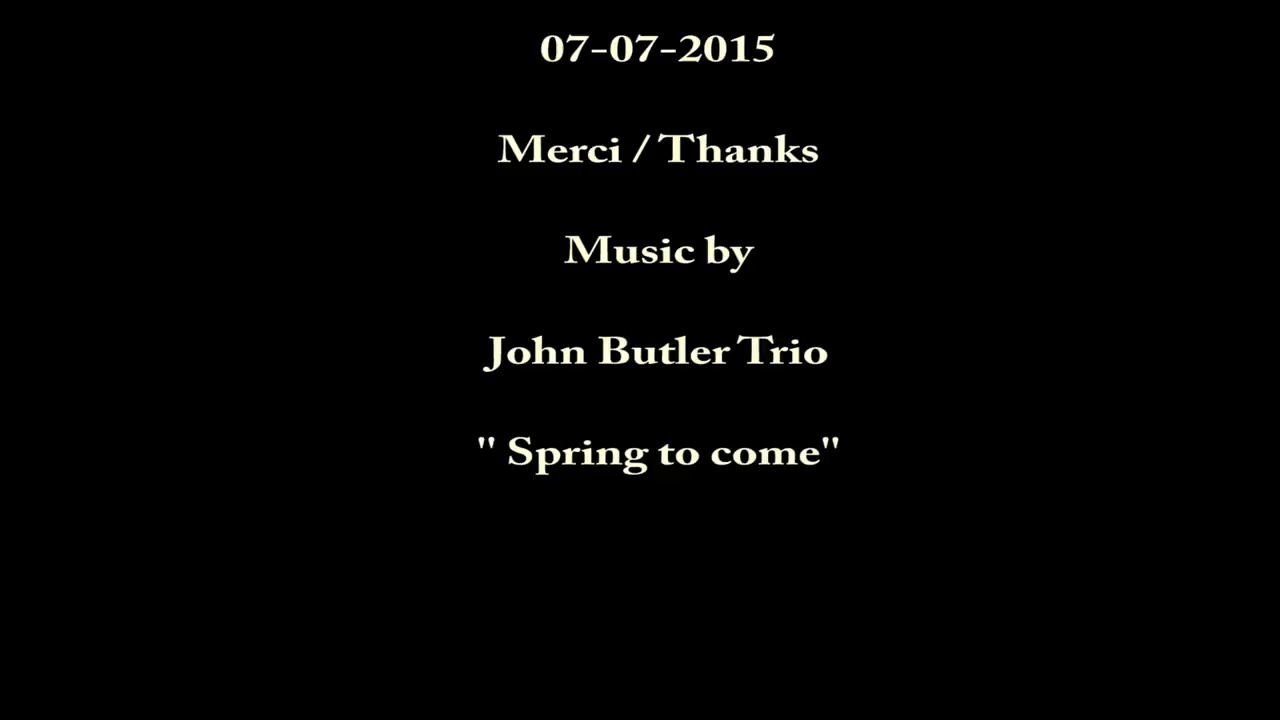 07-07-2015
Merci / Thanks
Music by
John Butler Trio
" Spring to come"